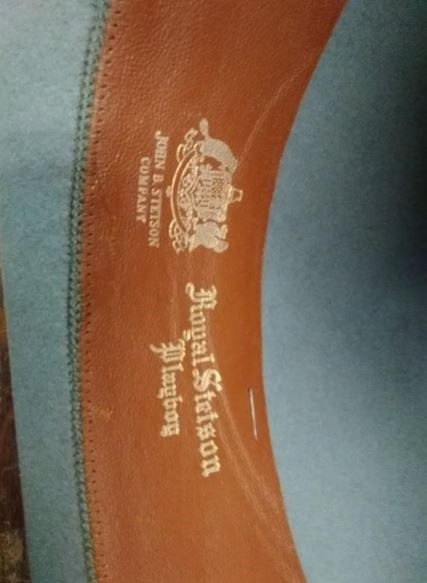 JOHN B. STETSON
COMPANY
Royal Stetson
Playboy